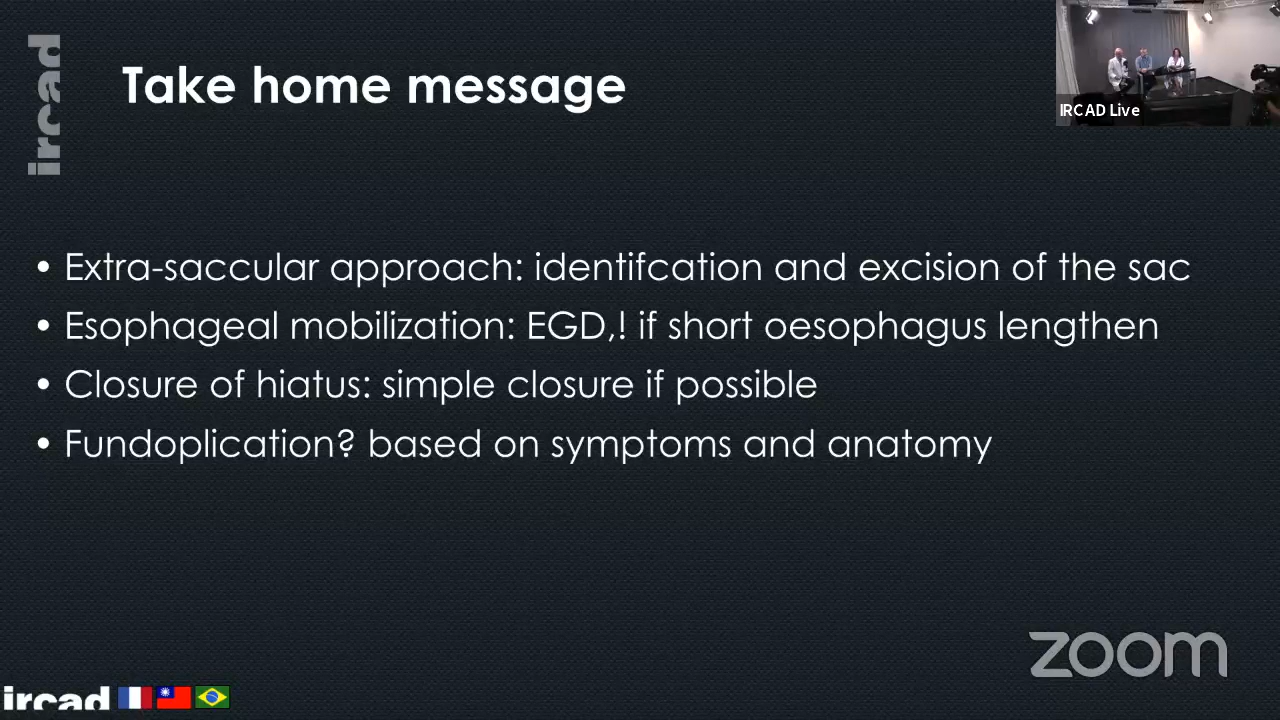 ircad
Take home message
IRCAD Live
• Extra-saccular approach: identifcation and excision of the sac
• Esophageal mobilization: EGD,! if short oesophagus lengthen
• Closure of hiatus: simple closure if possible
• Fundoplication? based on symptoms and anatomy
zoom
ircad